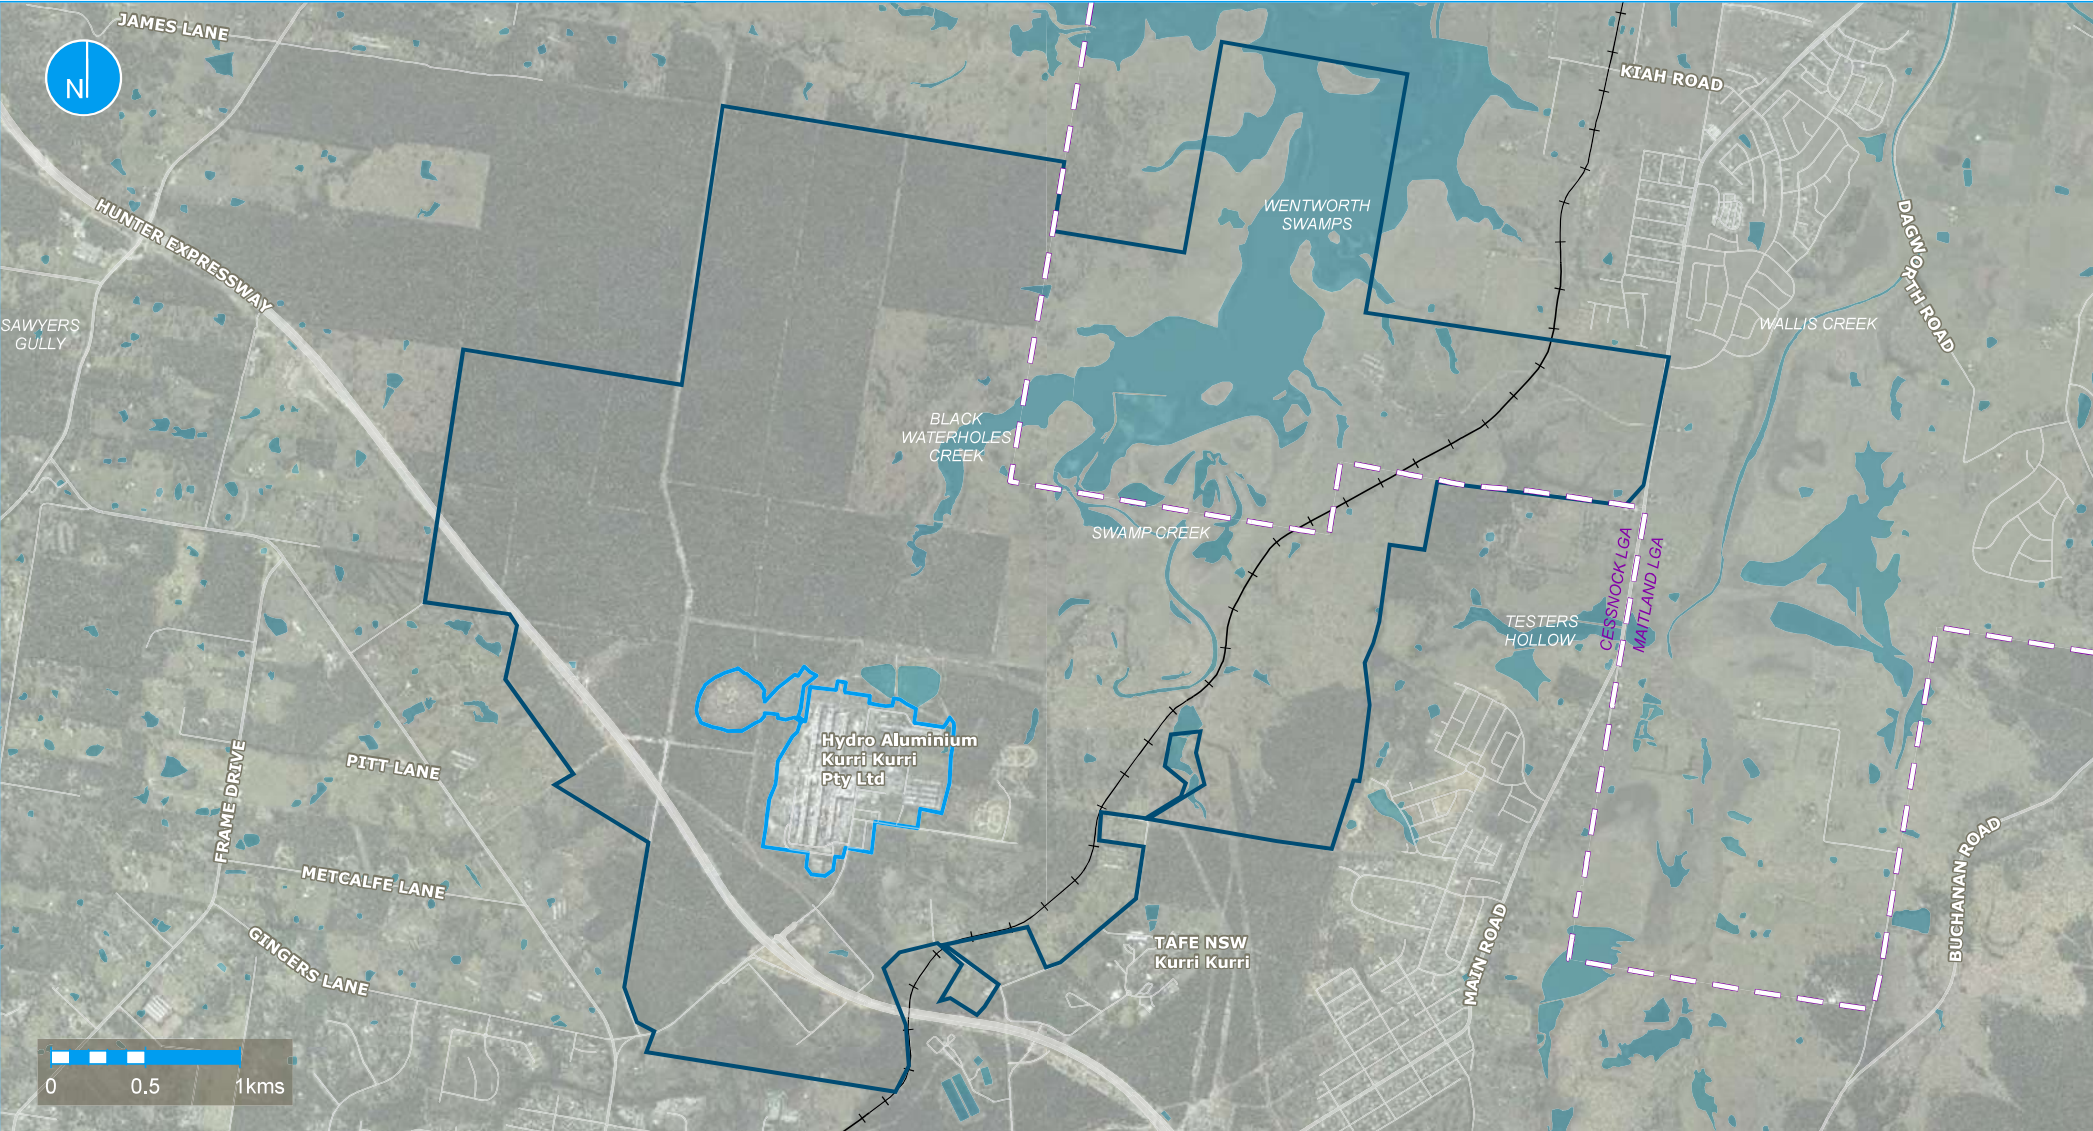 JAMES LANE
N
KIAH ROAD
HUNTER EXPRESSWAY
WENTWORTH
SWAMPS
DAGWORTH ROAD
SAWYERS
GULLY
WALLIS CREEK
BLACK
WATERHOLES
CREEK
SWAMP CREEK
CESSNOCK LGA
MAITLAND LGA
TESTERS
HOLLOW
Hydro Aluminium
Kurri Kurri
Pty Ltd
PITT LANE
FRAME DRIVE
METCALFE LANE
BUCHANAN ROAD
GINGERS LANE
TAFE NSW
Kurri Kurri
MAIN ROAD
0 0.5 1kms